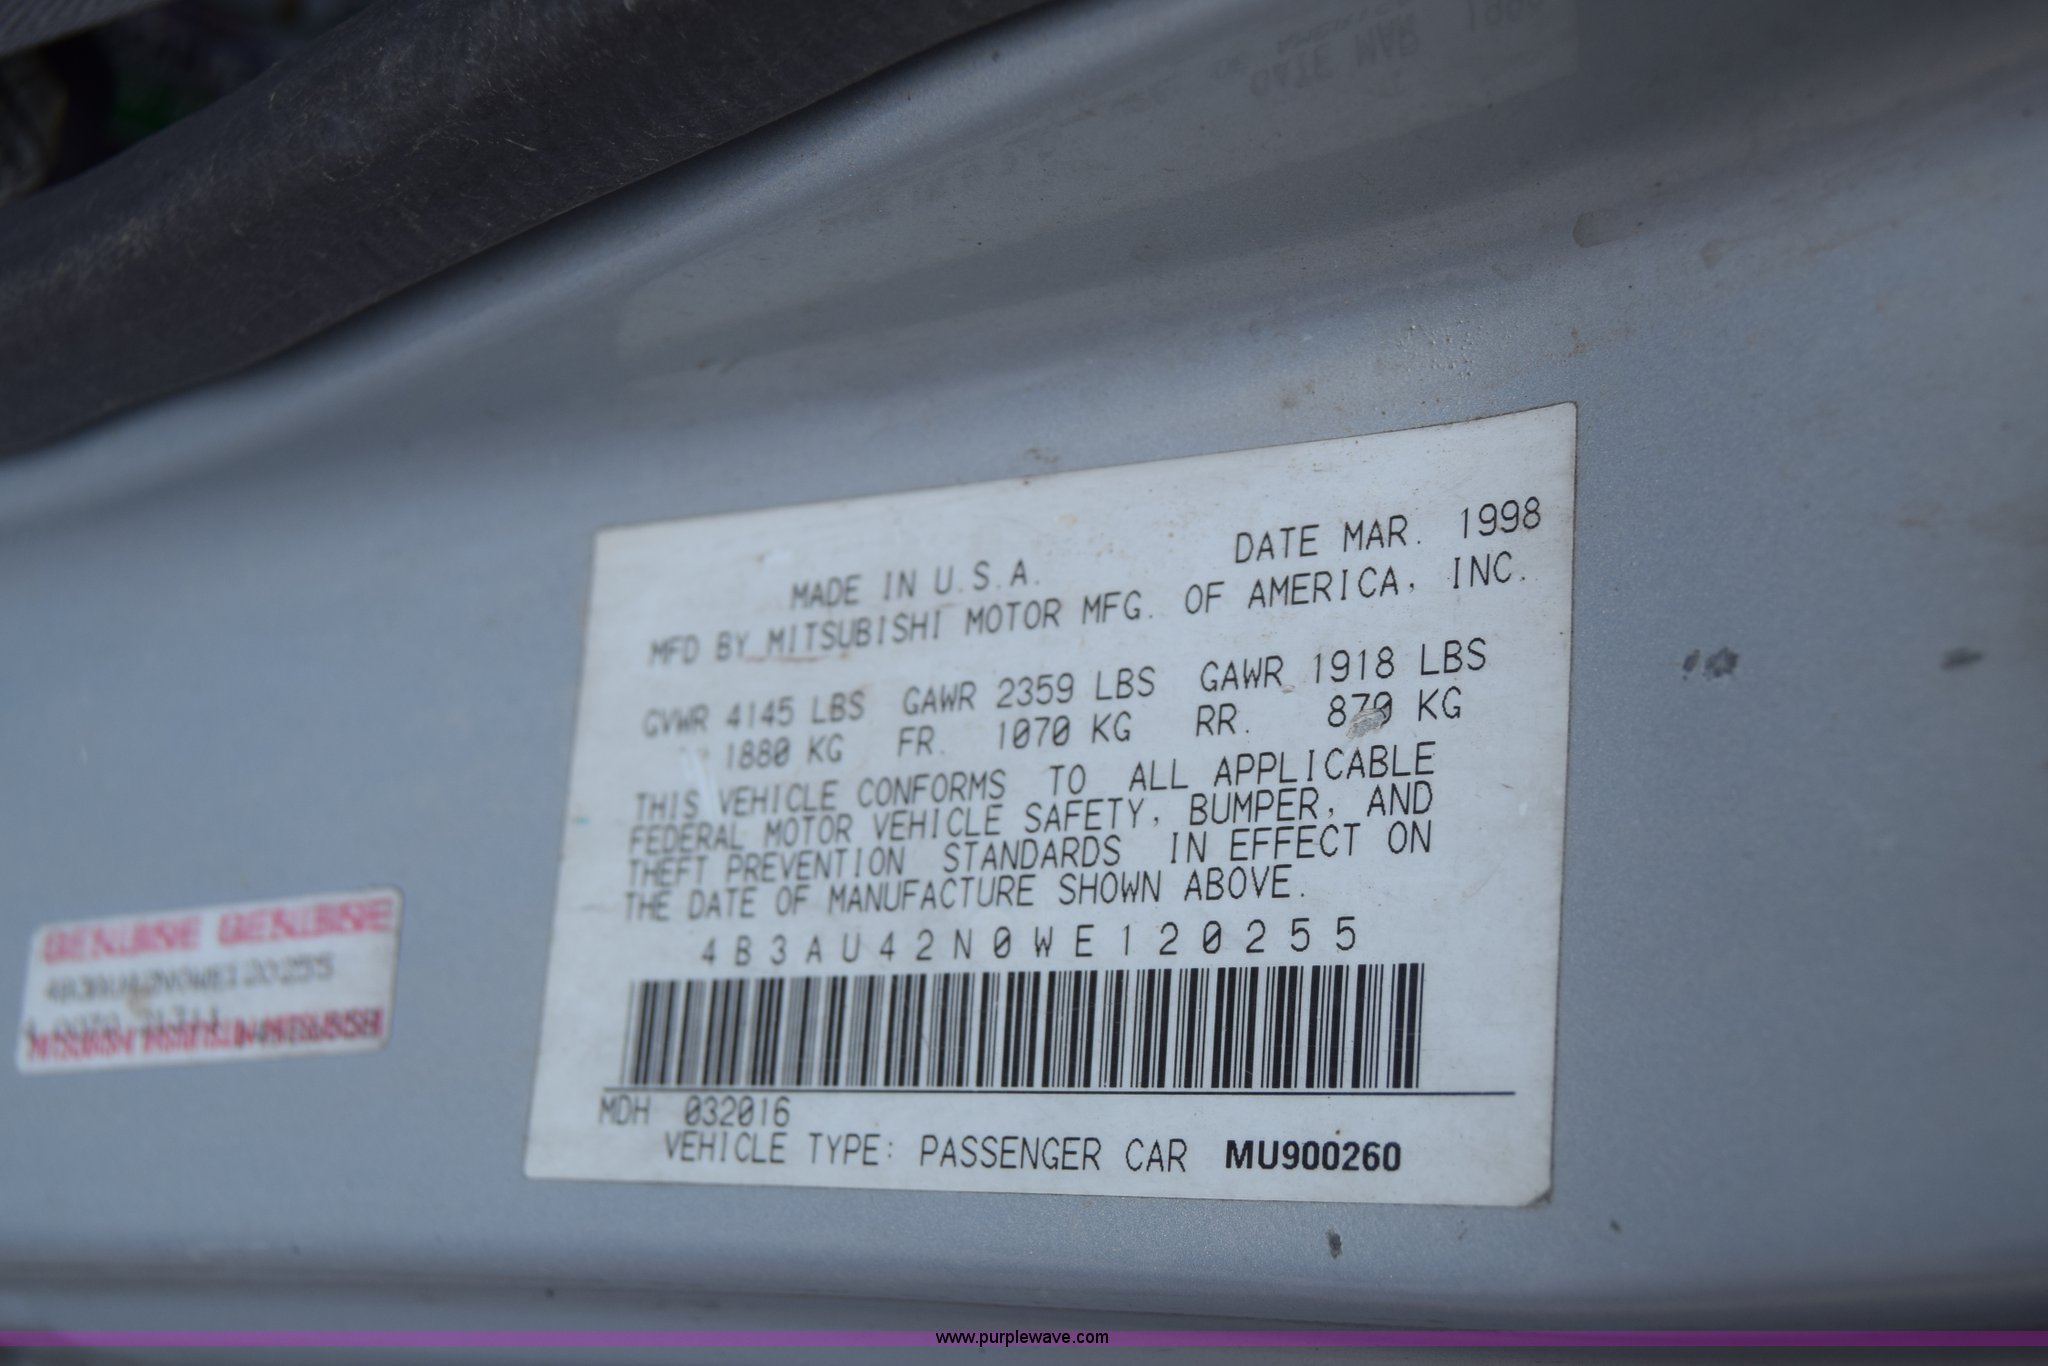 DATE MAR. 1998
MADE IN U.S.A.
MFD BY MITSUBISHI MOTOR MFG. OF AMERICA, INC.
GVWR 4145 LBS GAWR 2359 LBS GAWR 1918 LBS
1880 KG FR. 1070 KG RR. 870 KG
THIS VEHICLE CONFORMS TO ALL APPLICABLE
FEDERAL MOTOR VEHICLE SAFETY, BUMPER, AND
THEFT PREVENTION STANDARDS IN EFFECT ON
THE DATE OF MANUFACTURE SHOWN ABOVE.
4B3AU42N0WE120255
MDH 032016
VEHICLE TYPE: PASSENGER CAR MU900260
www.purplewave.com